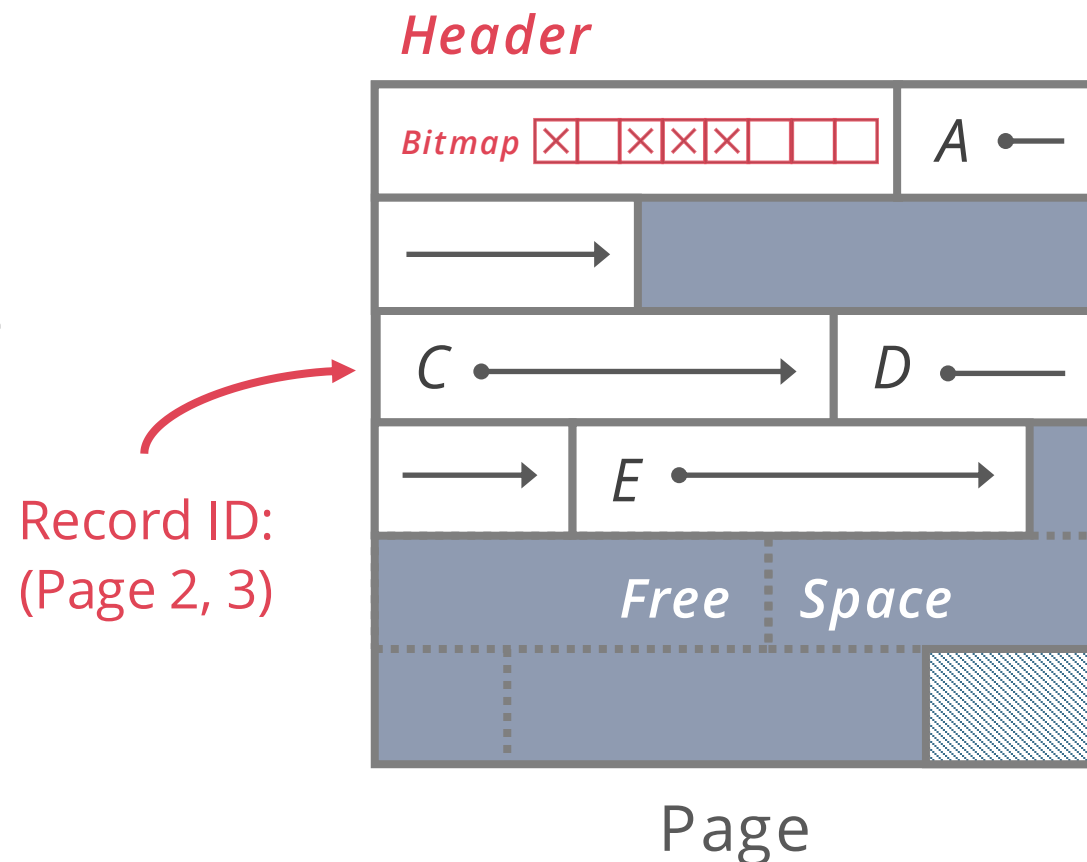 Header
Bitmap
A
C
D
E
Record ID:
(Page 2, 3)
Free Space
Page